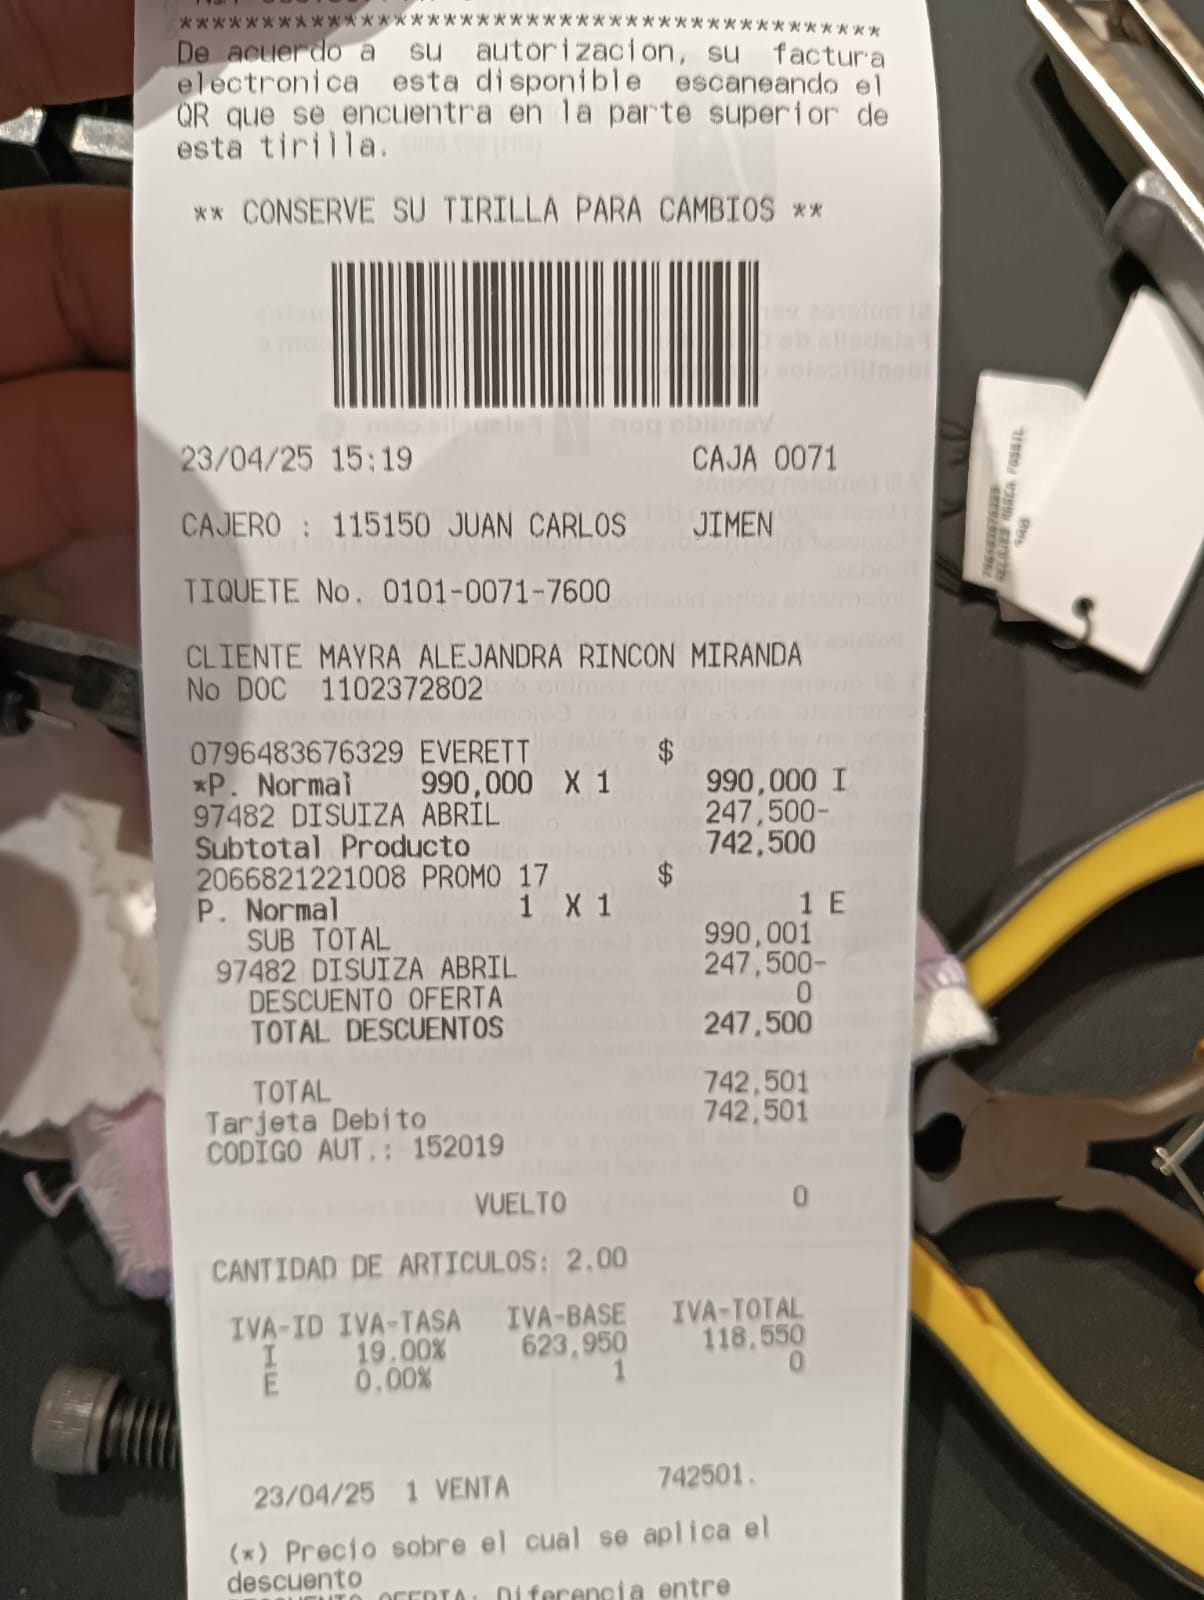 *******************************************
De acuerdo a su autorizacion, su factura
electronica esta disponible escaneando el
QR que se encuentra en la parte superior de
esta tirilla.
** CONSERVE SU TIRILLA PARA CAMBIOS **
23/04/25 15:19 CAJA 0071
CAJERO : 115150 JUAN CARLOS JIMEN
TIQUETE No. 0101-0071-7600
CLIENTE MAYRA ALEJANDRA RINCON MIRANDA
No DOC 1102372802
0796483676329 EVERETT $
*P. Normal 990,000 X 1 990,000 I
97482 DISUIZA ABRIL 247,500-
Subtotal Producto 742,500
2066821221008 PROMO 17 $
P. Normal 1 X 1 1 E
SUB TOTAL 990,001
97482 DISUIZA ABRIL 247,500-
DESCUENTO OFERTA 0
TOTAL DESCUENTOS 247,500
TOTAL 742,501
Tarjeta Debito 742,501
CODIGO AUT.: 152019
VUELTO 0
CANTIDAD DE ARTICULOS: 2.00
IVA-ID IVA-TASA IVA-BASE IVA-TOTAL
I 19.00% 623,950 118,550
E 0.00% 1 0
23/04/25 1 VENTA 742501.
(*) Precio sobre el cual se aplica el
descuento
OFERTA: Diferencia entre
RELOJES MARCA FOSSIL
990